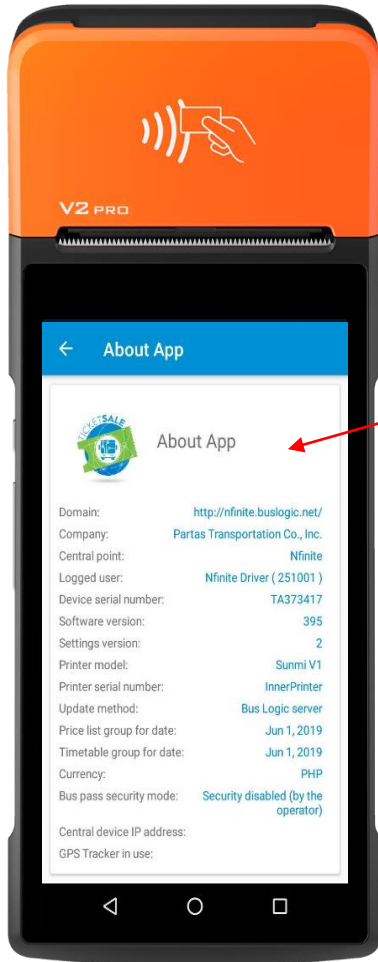 V2 PRO
← About App
TICKETSALE
About App
Domain: http://nfinite.buslogic.net/
Company: Partas Transportation Co., Inc.
Central point: Nfinite
Logged user: Nfinite Driver ( 251001 )
Device serial number: TA373417
Software version: 395
Settings version: 2
Printer model: Sunmi V1
Printer serial number: InnerPrinter
Update method: Bus Logic server
Price list group for date: Jun 1, 2019
Timetable group for date: Jun 1, 2019
Currency: PHP
Bus pass security mode: Security disabled (by the
operator)
Central device IP address:
GPS Tracker in use: